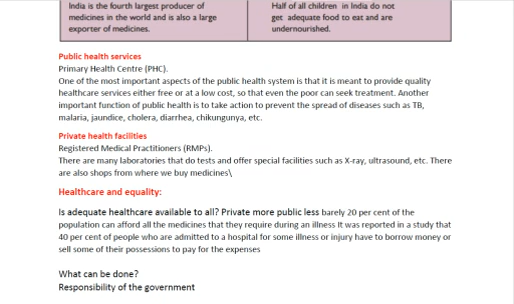 India is the fourth largest producer of
medicines in the world and is also a large
exporter of medicines.
Half of all children in India do not
get adequate food to eat and are
undernourished.
Public health services
Primary Health Centre (PHC).
One of the most important aspects of the public health system is that it is meant to provide quality
healthcare services either free or at a low cost, so that even the poor can seek treatment. Another
important function of public health is to take action to prevent the spread of diseases such as TB,
malaria, jaundice, cholera, diarrhea, chikungunya, etc.
Private health facilities
Registered Medical Practitioners (RMPs).
There are many laboratories that do tests and offer special facilities such as X-ray, ultrasound, etc. There
are also shops from where we buy medicines\
Healthcare and equality:
Is adequate healthcare available to all? Private more public less barely 20 per cent of the
population can afford all the medicines that they require during an illness It was reported in a study that
40 per cent of people who are admitted to a hospital for some illness or injury have to borrow money or
sell some of their possessions to pay for the expenses
What can be done?
Responsibility of the government